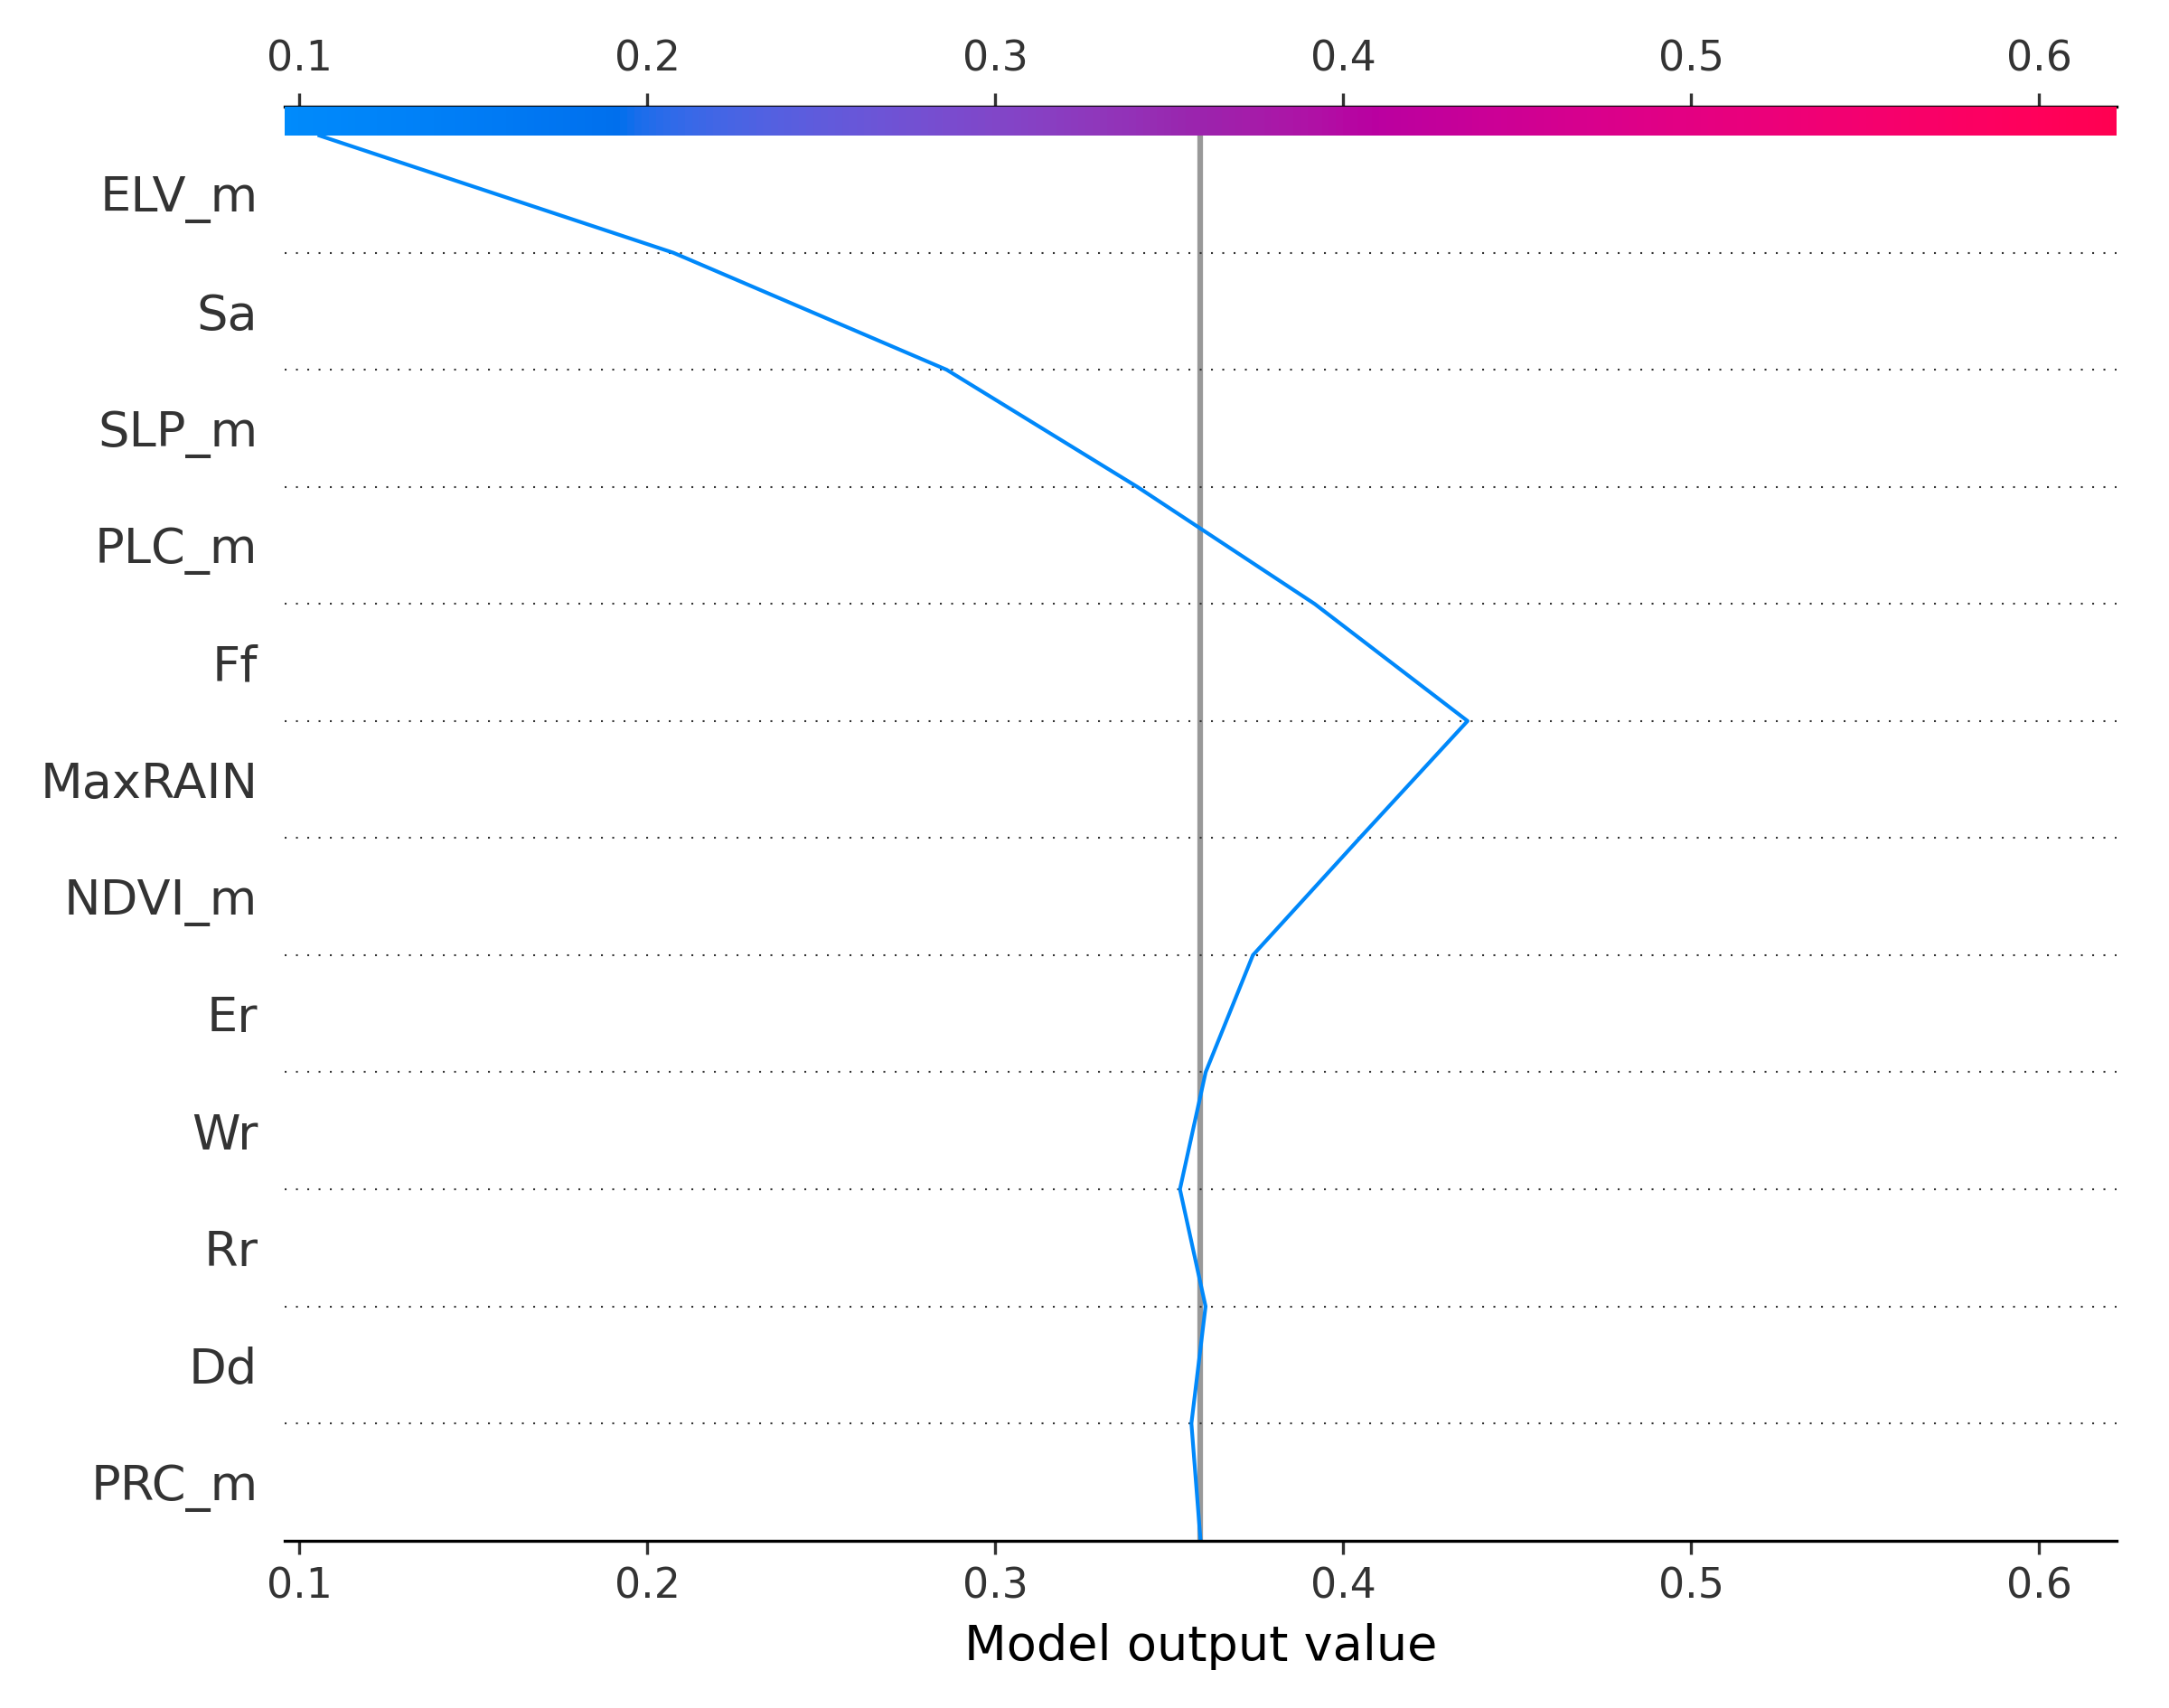 0.1 0.2 0.3 0.4 0.5 0.6
ELV_m
Sa
SLP_m
PLC_m
Ff
MaxRAIN
NDVI_m
Er
Wr
Rr
Dd
PRC_m
0.1 0.2 0.3 0.4 0.5 0.6
Model output value